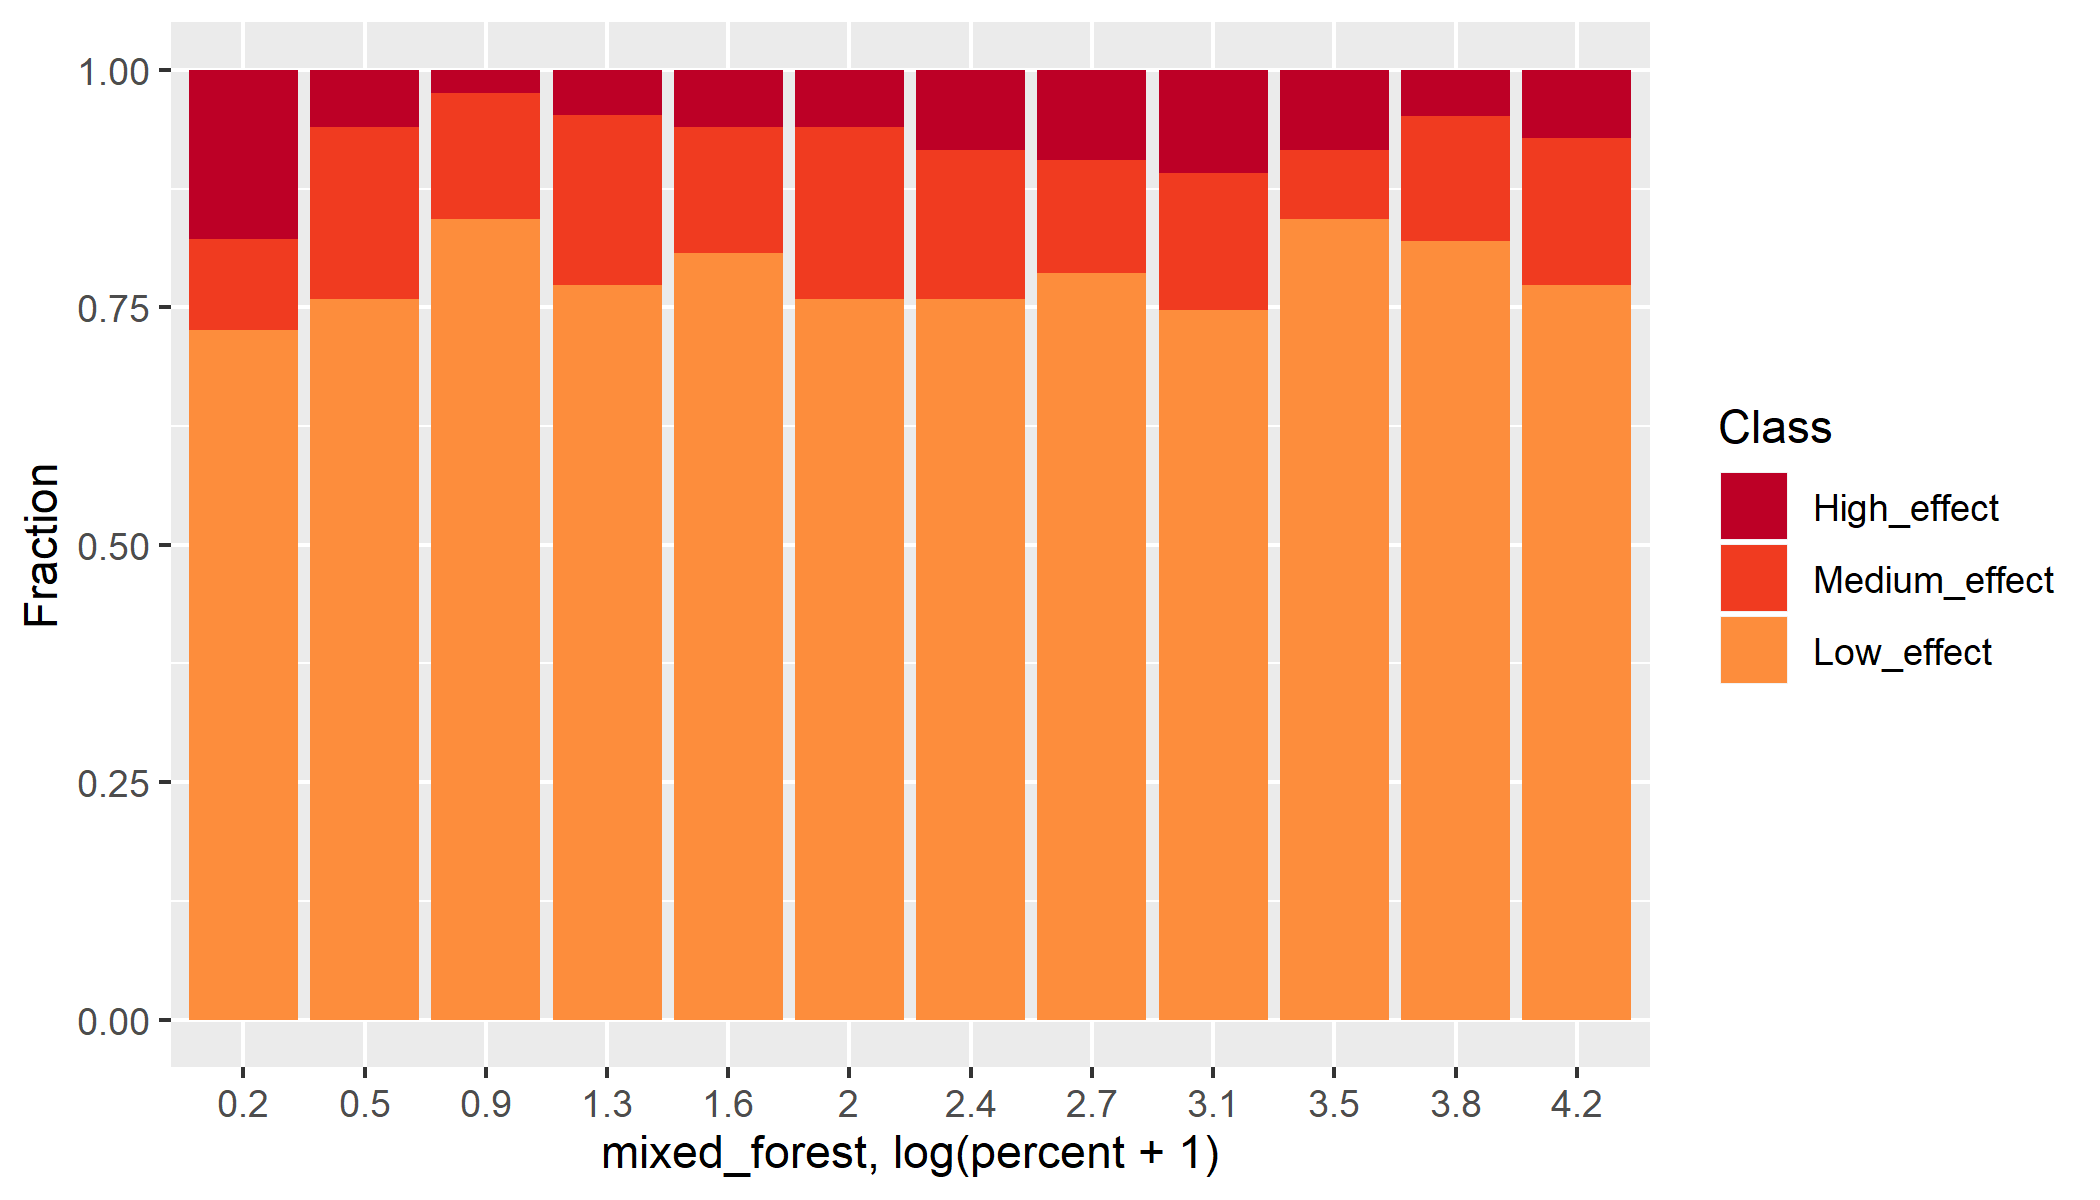 1.00
0.75
0.50
0.25
0.00
Fraction
0.2 0.5 0.9 1.3 1.6 2 2.4 2.7 3.1 3.5 3.8 4.2
mixed_forest, log(percent + 1)
Class
High_effect
Medium_effect
Low_effect